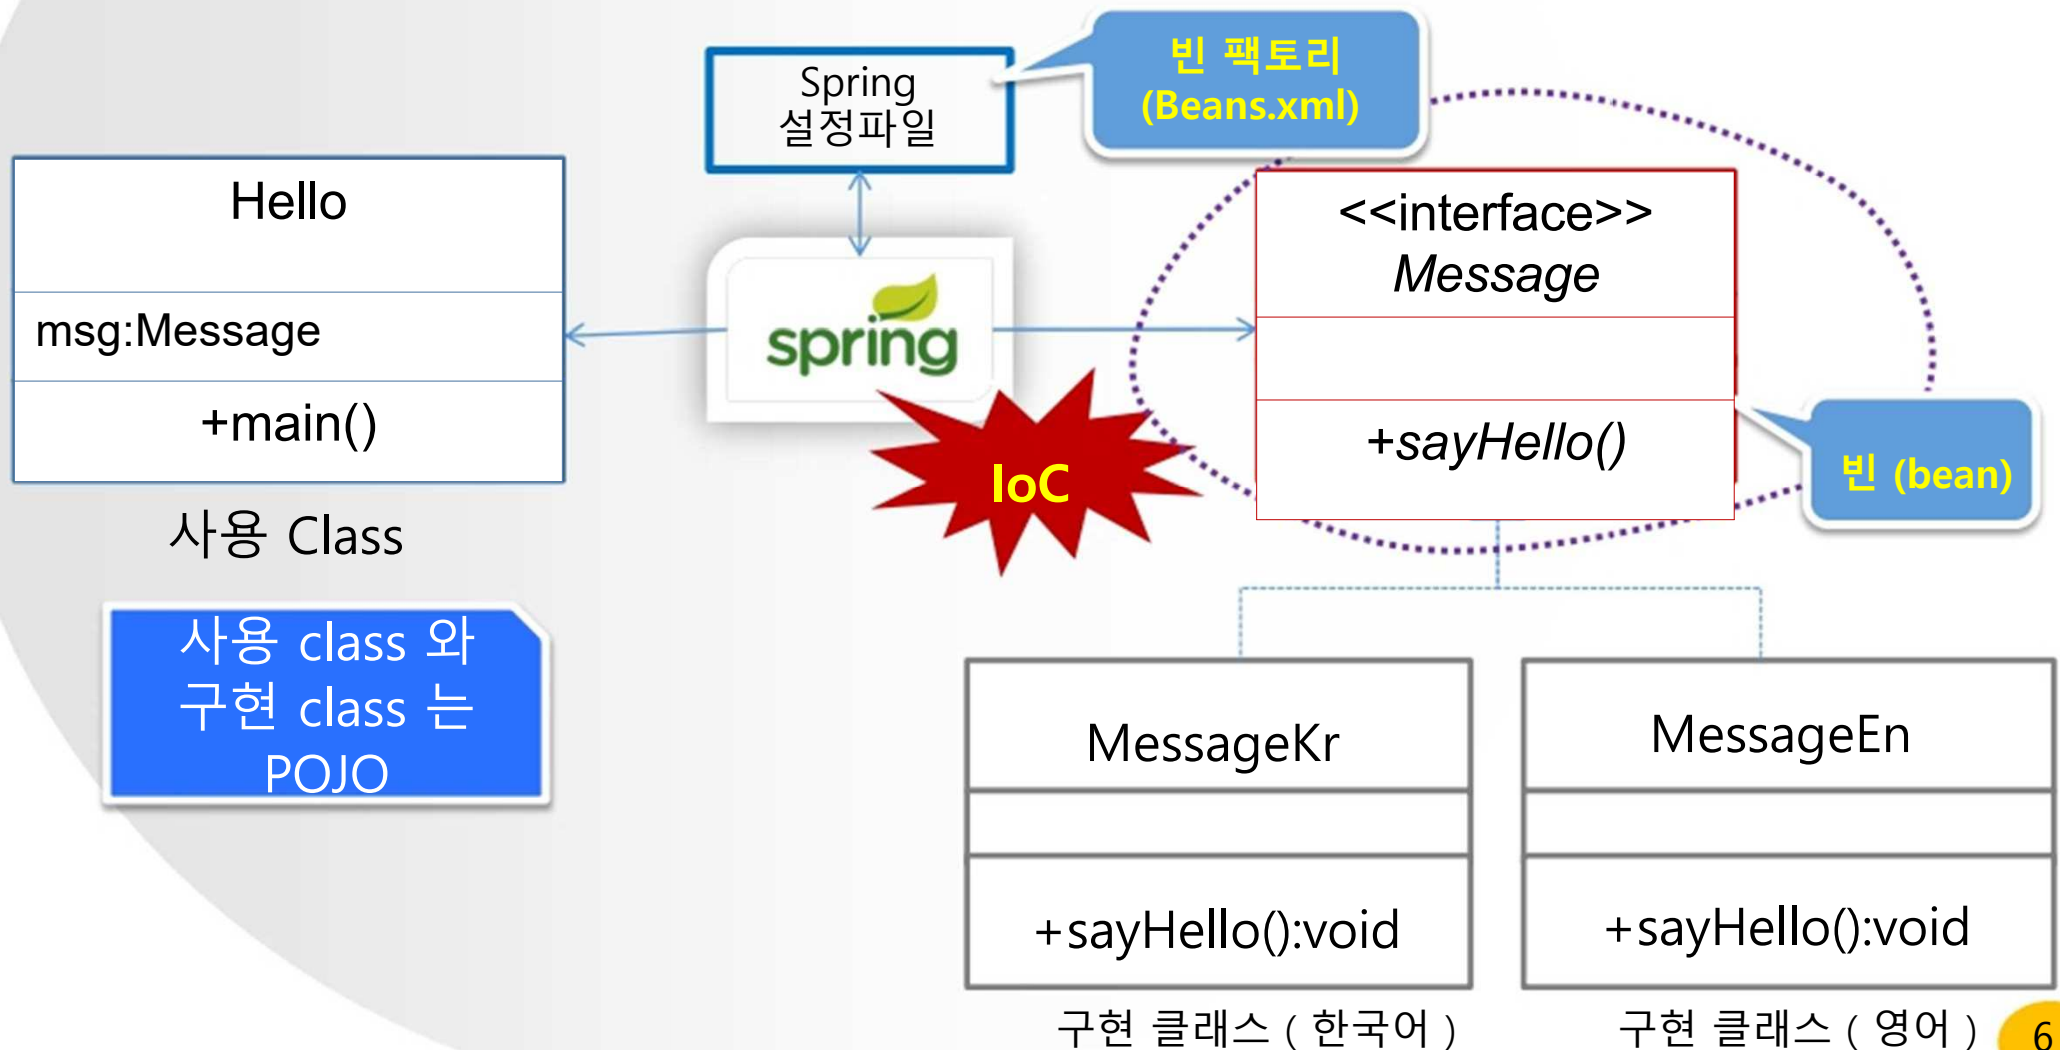 빈 팩토리
(Beans.xml)
Spring
설정파일
Hello
msg:Message
+main()
사용 Class
spring
IoC
<<interface>>
Message
+sayHello()
빈 (bean)
사용 class 와
구현 class 는
POJO
MessageKr
+sayHello():void
구현 클래스 ( 한국어 )
MessageEn
+sayHello():void
구현 클래스 ( 영어 )
6